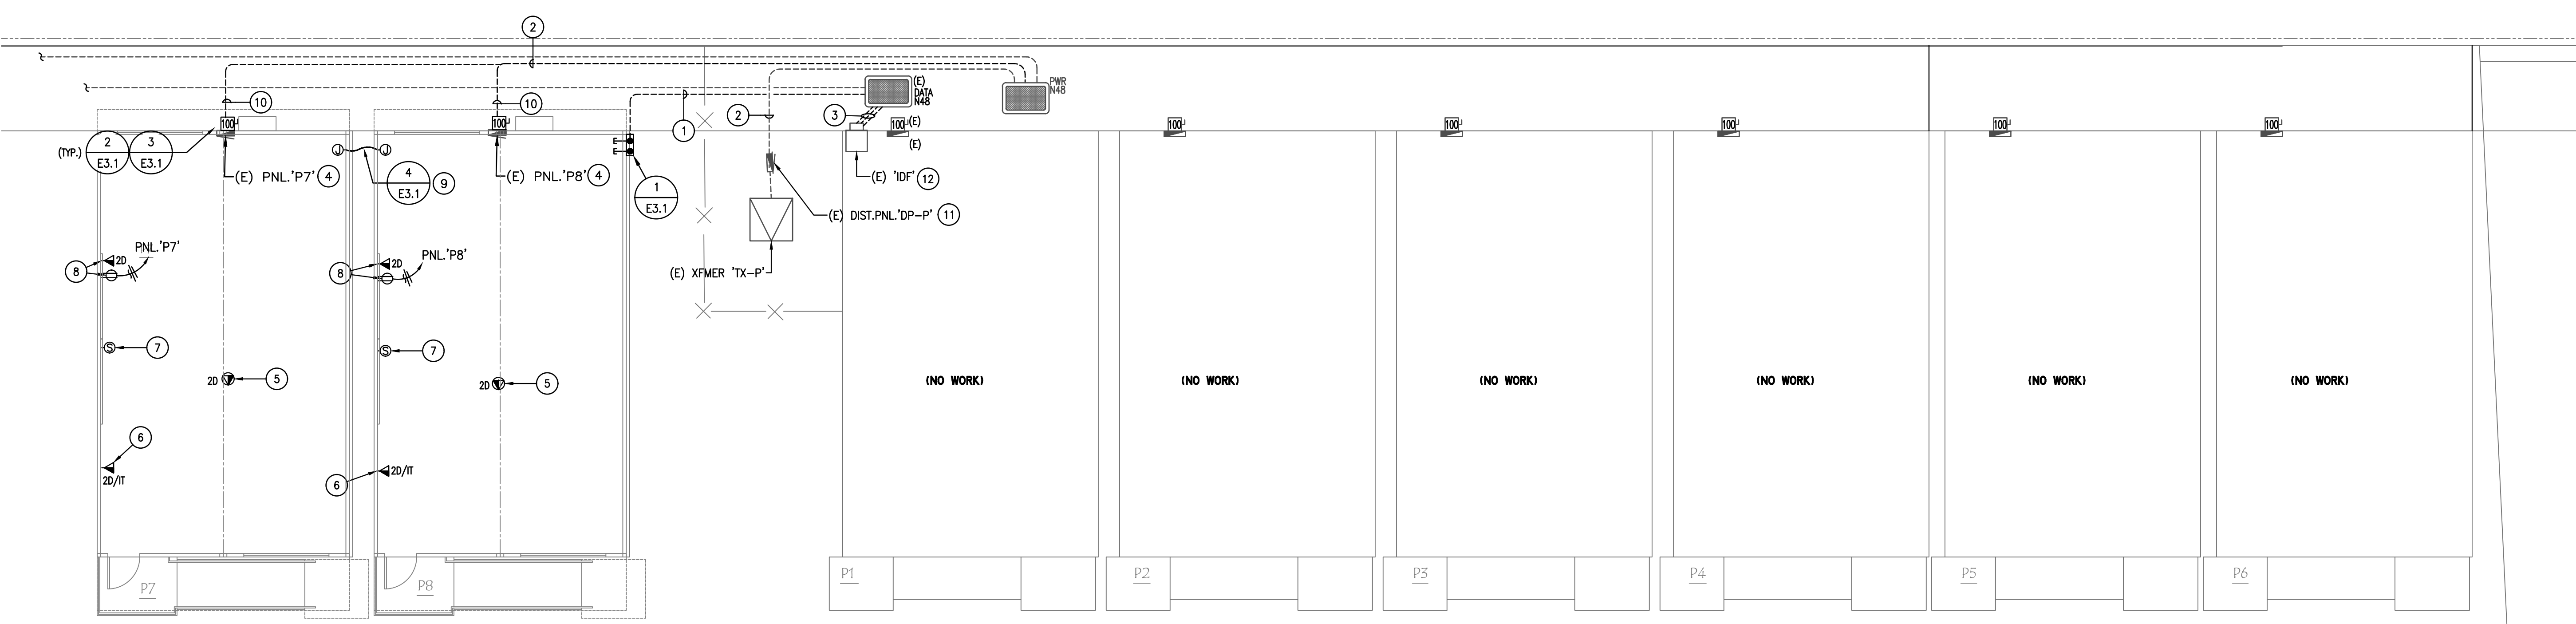 2
(E)
DATA
N48
PWR
N48
10
10
2
3
1
100
100
100
(E)
100
100
100
100
100
(E)
(TYP.)
2
E3.1
3
E3.1
J
J
(E) PNL.'P7' 4
4
E3.1
9
(E) PNL.'P8' 4
1
E3.1
(E) 'IDF' 12
(E) DIST.PNL.'DP-P' 11
(E) XFMER 'TX-P'
PNL.'P7'
8
2D
PNL.'P8'
8
2D
S
7
S
7
2D
5
2D
5
(NO WORK)
(NO WORK)
(NO WORK)
(NO WORK)
(NO WORK)
(NO WORK)
6
2D/IT
6
2D/IT
P7
P8
P1
P2
P3
P4
P5
P6